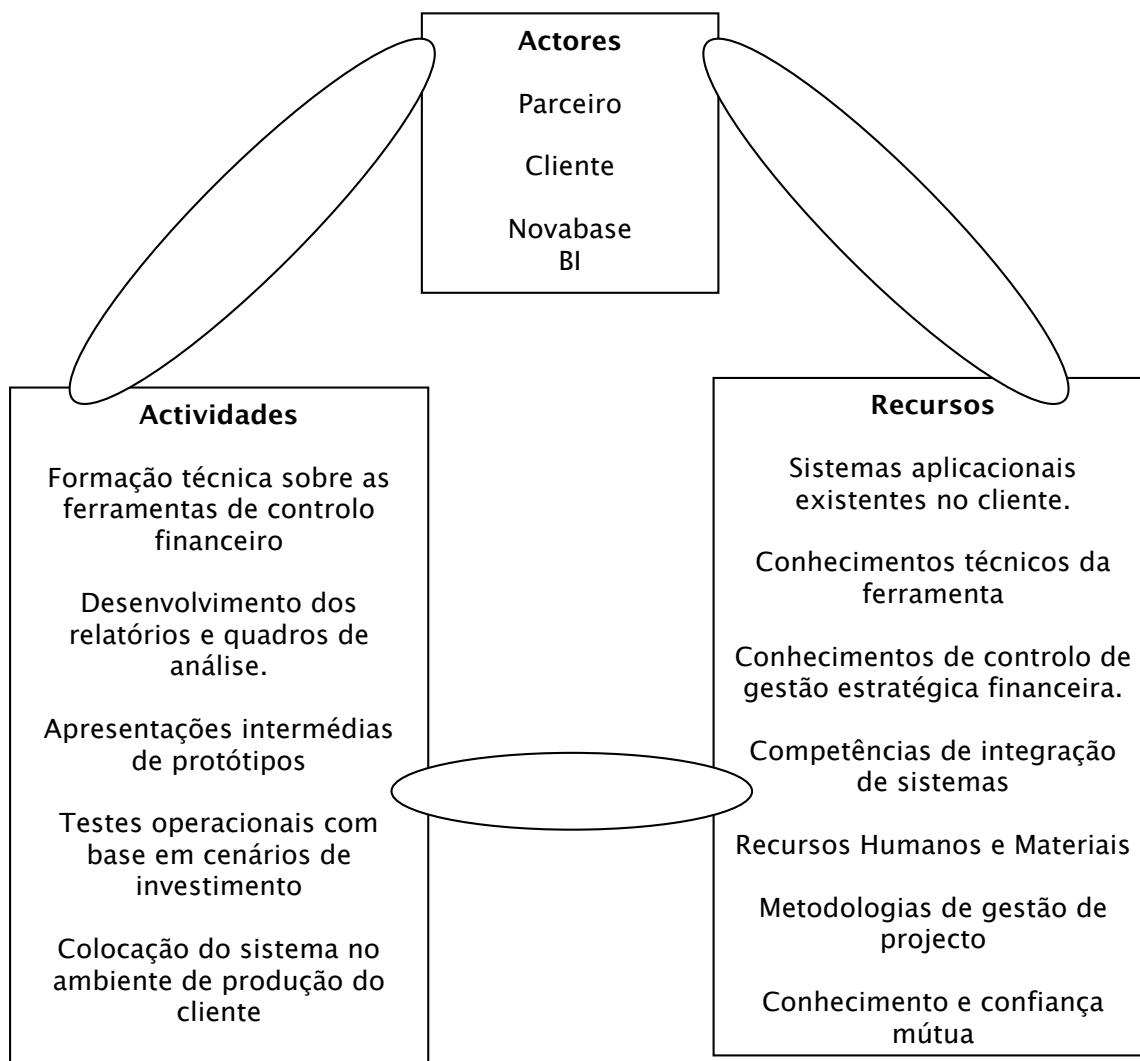 Actores
Parceiro
Cliente
Novabase
BI
Actividades
Formação técnica sobre as
ferramentas de controlo
financeiro
Desenvolvimento dos
relatórios e quadros de
análise.
Apresentações intermédias
de protótipos
Testes operacionais com
base em cenários de
investimento
Colocação do sistema no
ambiente de produção do
cliente
Recursos
Sistemas aplicacionais
existentes no cliente.
Conhecimentos técnicos da
ferramenta
Conhecimentos de controlo de
gestão estratégica financeira.
Competências de integração
de sistemas
Recursos Humanos e Materiais
Metodologias de gestão de
projecto
Conhecimento e confiança
mútua